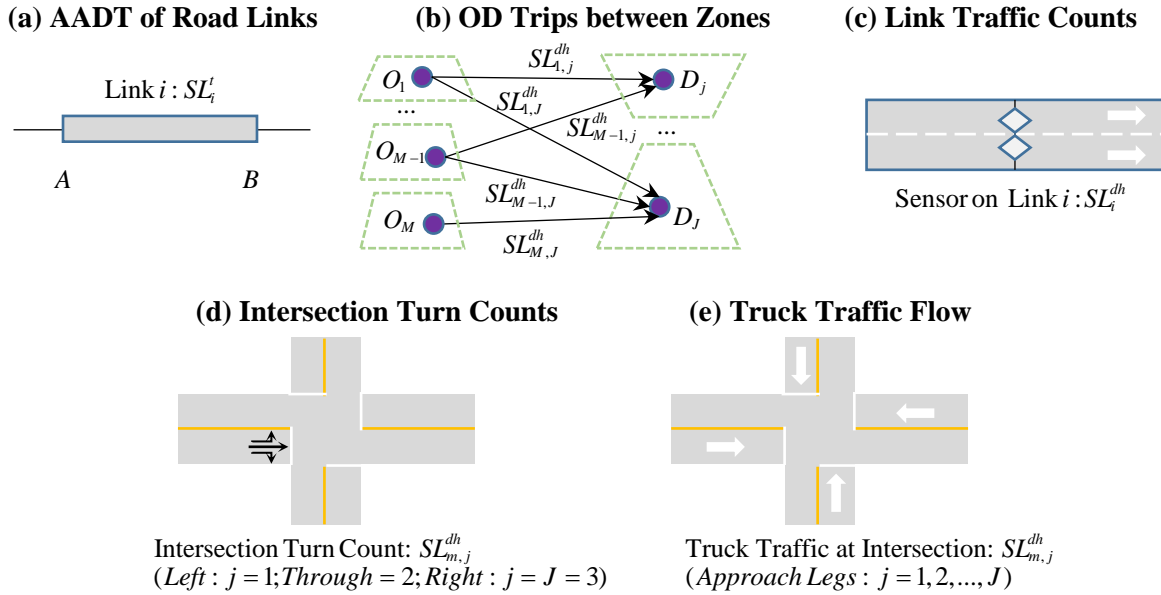 (a) AADT of Road Links
(b) OD Trips between Zones
(c) Link Traffic Counts
Link i : SL_i^t
A
B
O_1
...
O_{M−1}
O_M
SL_{1,j}^{dh}
SL_{1,J}^{dh}
SL_{M−1,j}^{dh}
SL_{M−1,J}^{dh}
SL_{M,J}^{dh}
D_j
...
D_J
Sensor on Link i : SL_i^{dh}
(d) Intersection Turn Counts
(e) Truck Traffic Flow
Intersection Turn Count: SL_{m,j}^{dh}
(Left : j = 1;Through = 2; Right : j = J = 3)
Truck Traffic at Intersection: SL_{m,j}^{dh}
(Approach Legs : j = 1, 2,..., J)